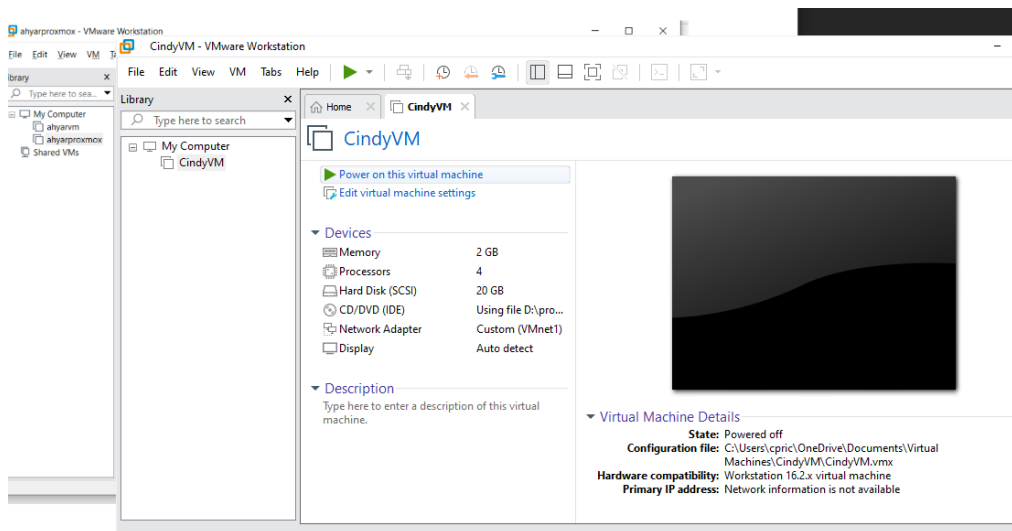 ahyarproxmox - VMware Workstation
File Edit View VM
ibrary X
Type here to sea...
My Computer
ahyarvm
ahyarproxmox
Shared VMs
CindyVM - VMware Workstation
File Edit View VM Tabs Help
Library
Type here to search
My Computer
CindyVM
Home CindyVM
CindyVM
Power on this virtual machine
Edit virtual machine settings
Devices
Memory 2 GB
Processors 4
Hard Disk (SCSI) 20 GB
CD/DVD (IDE) Using file D:\pro...
Network Adapter Custom (VMnet1)
Display Auto detect
Description
Type here to enter a description of this virtual
machine.
Virtual Machine Details
State: Powered off
Configuration file: C:\Users\cpric\OneDrive\Documents\Virtual
Machines\CindyVM\CindyVM.vmx
Hardware compatibility: Workstation 16.2.x virtual machine
Primary IP address: Network information is not available